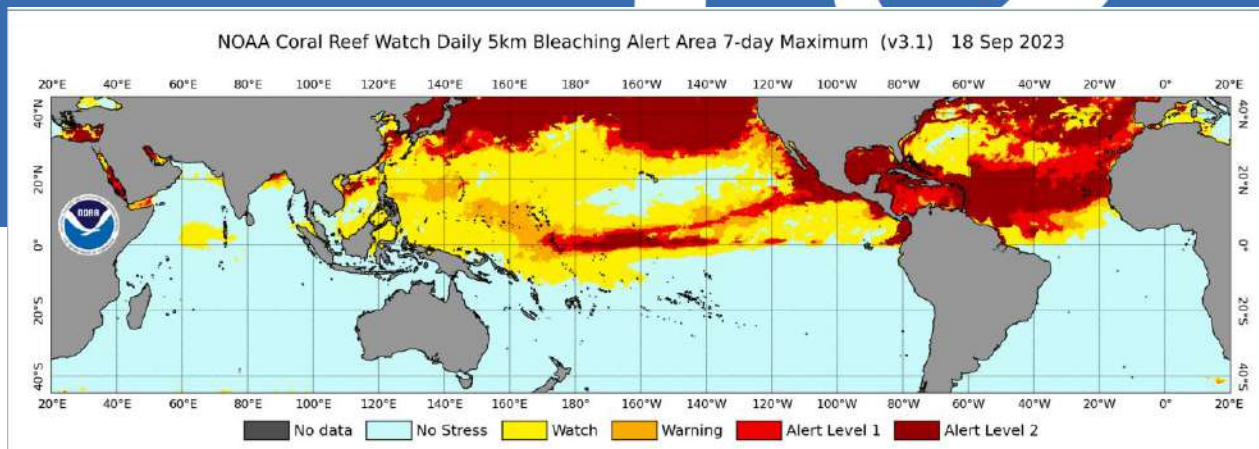 NOAA Coral Reef Watch Daily 5km Bleaching Alert Area 7-day Maximum (v3.1) 18 Sep 2023
20°E 40°E 60°E 80°E 100°E 120°E 140°E 160°E 180° 160°W 140°W 120°W 100°W 80°W 60°W 40°W 20°W 0° 20°E
40°N 40°N
20°N 20°N
NOAA
0° 0°
20°S 20°S
40°S 40°S
20°E 40°E 60°E 80°E 100°E 120°E 140°E 160°E 180° 160°W 140°W 120°W 100°W 80°W 60°W 40°W 20°W 0° 20°E
No data No Stress Watch Warning Alert Level 1 Alert Level 2